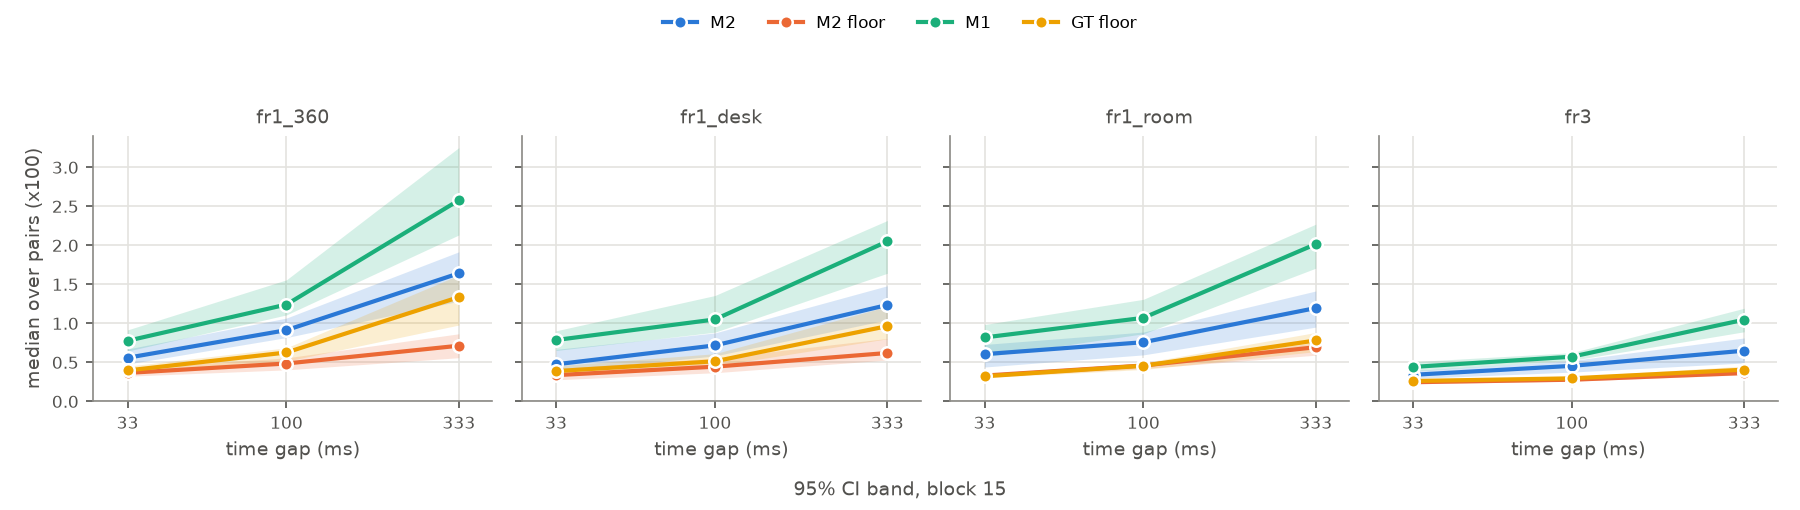 M2 M2 floor M1 GT floor
fr1_360 fr1_desk fr1_room fr3
median over pairs (x100)
3.0
2.5
2.0
1.5
1.0
0.5
0.0
33 100 333 33 100 333 33 100 333 33 100 333
time gap (ms) time gap (ms) time gap (ms) time gap (ms)
95% CI band, block 15